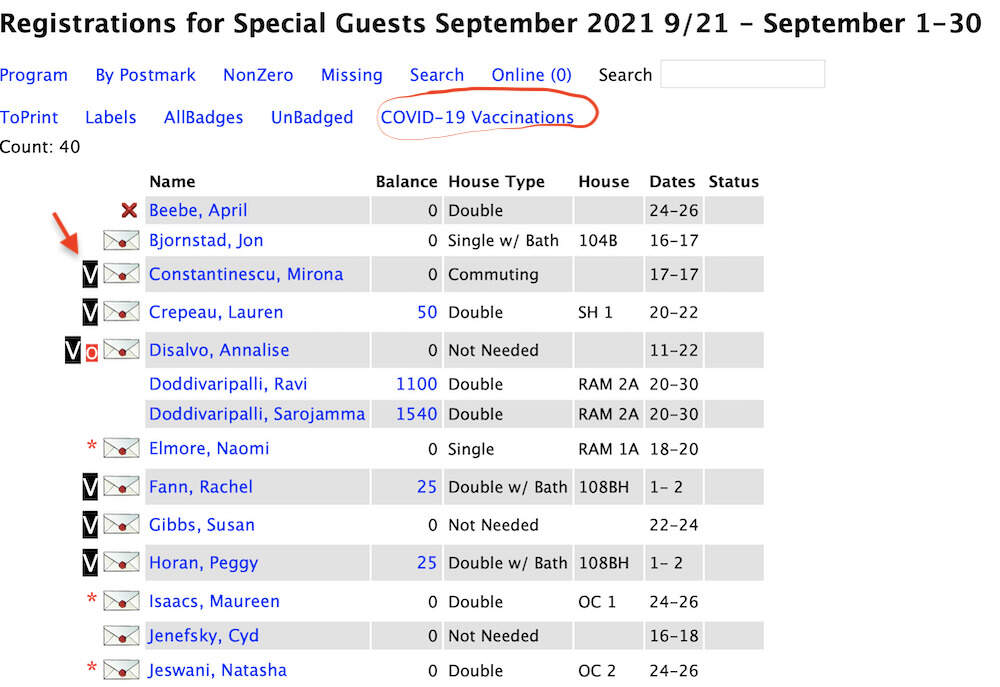 Registrations for Special Guests September 2021 9/21 - September 1-30
Program By Postmark NonZero Missing Search Online (0) Search
ToPrint Labels AllBadges UnBadged COVID-19 Vaccinations
Count: 40
Name Balance House Type House Dates Status
Beebe, April 0 Double 24-26
Bjornstad, Jon 0 Single w/ Bath 104B 16-17
V Constantinescu, Mirona 0 Commuting 17-17
V Crepeau, Lauren 50 Double SH 1 20-22
V o Disalvo, Annalise 0 Not Needed 11-22
Doddivaripalli, Ravi 1100 Double RAM 2A 20-30
Doddivaripalli, Sarojamma 1540 Double RAM 2A 20-30
* Elmore, Naomi 0 Single RAM 1A 18-20
V Fann, Rachel 25 Double w/ Bath 108BH 1- 2
V Gibbs, Susan 0 Not Needed 22-24
V Horan, Peggy 25 Double w/ Bath 108BH 1- 2
* Isaacs, Maureen 0 Double OC 1 24-26
Jenefsky, Cyd 0 Not Needed 16-18
* Jeswani, Natasha 0 Double OC 2 24-26